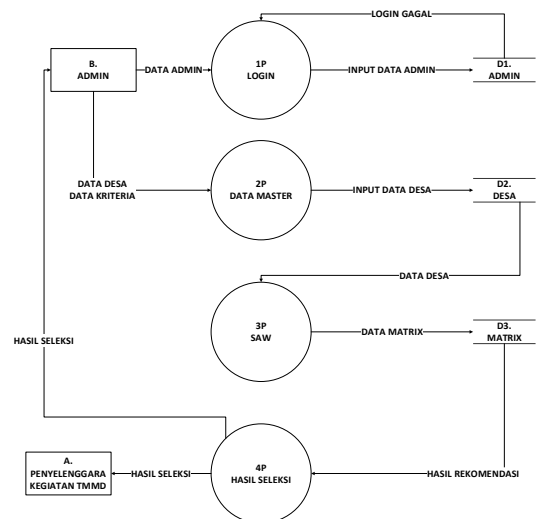 LOGIN GAGAL
B.
ADMIN
DATA ADMIN
1P
LOGIN
INPUT DATA ADMIN
D1.
ADMIN
DATA DESA
DATA KRITERIA
2P
DATA MASTER
INPUT DATA DESA
D2.
DESA
DATA DESA
3P
SAW
DATA MATRIX
D3.
MATRIX
HASIL SELEKSI
A.
PENYELENGGARA
KEGIATAN TMMD
HASIL SELEKSI
4P
HASIL SELEKSI
HASIL REKOMENDASI